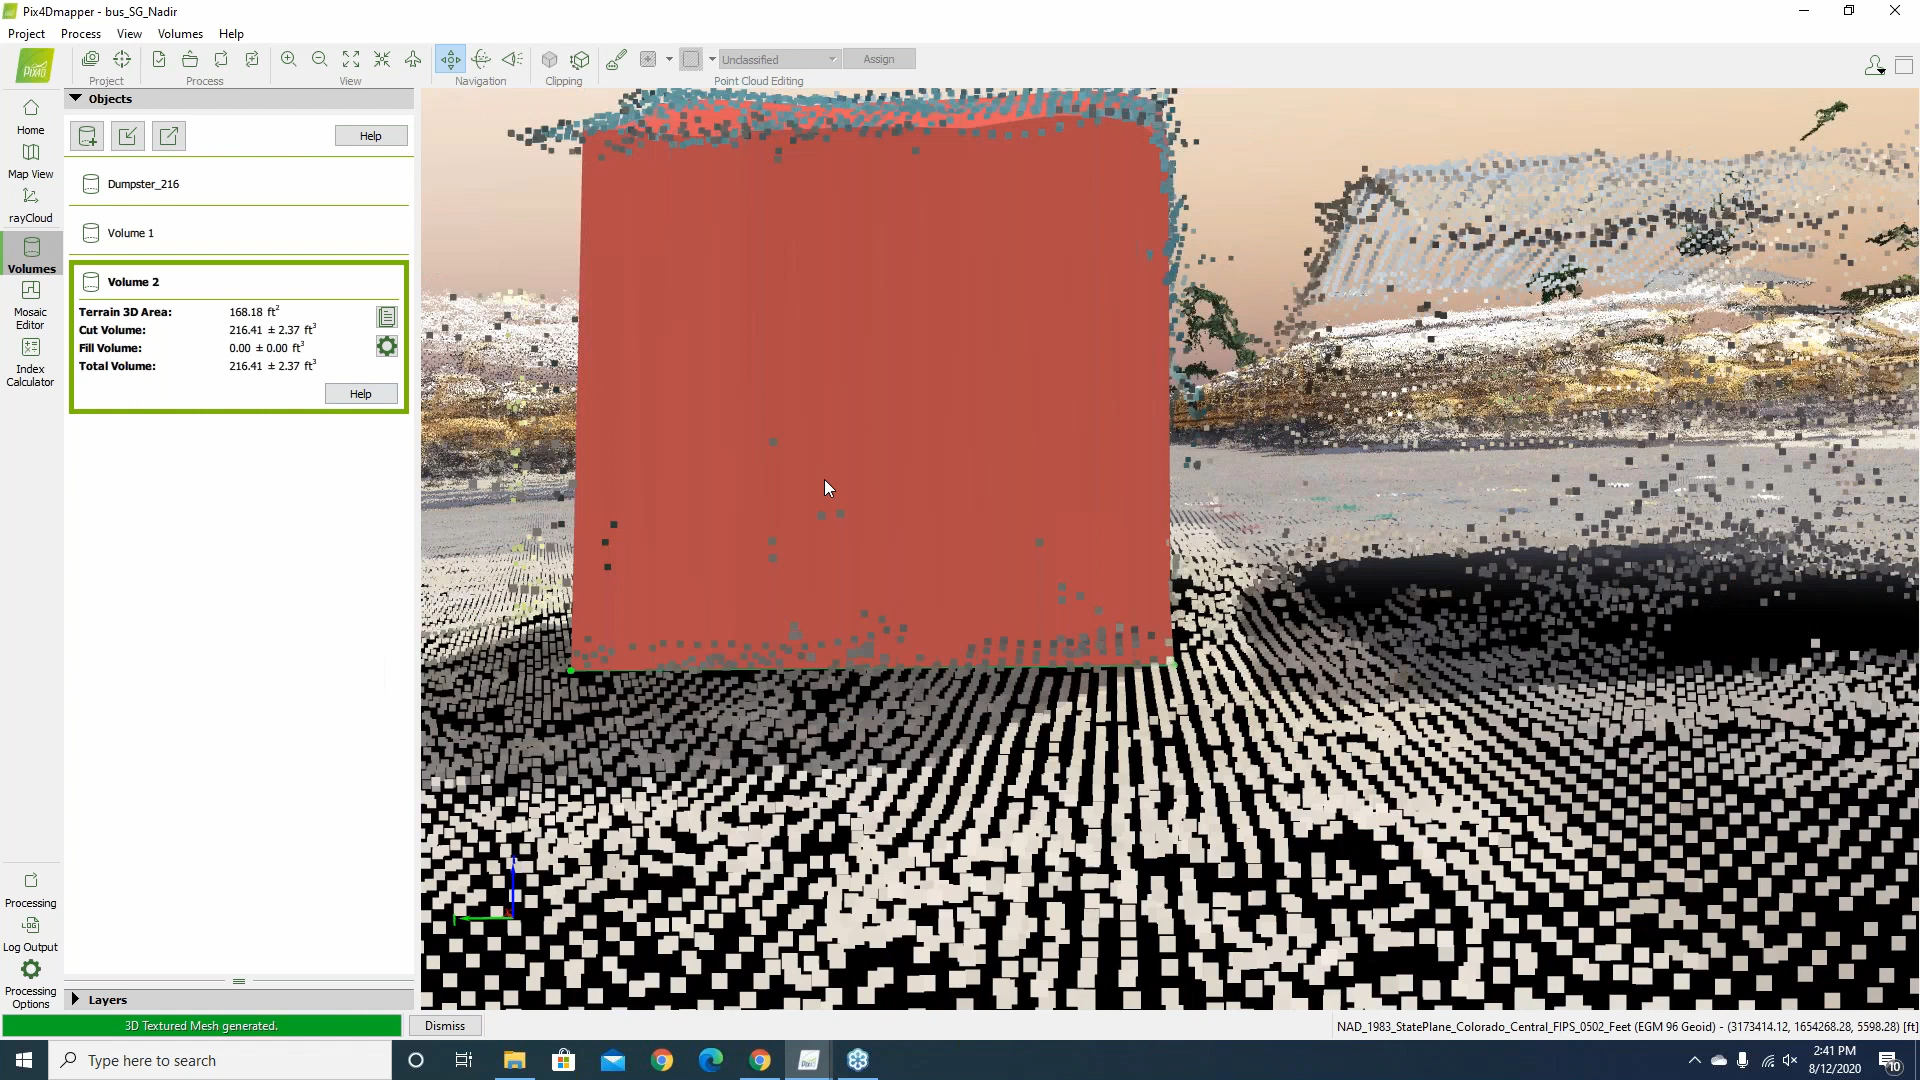 Pix4Dmapper - bus_SG_Nadir
Project Process View Volumes Help
PIX4D
Unclassified
Assign
Project Process View Navigation Clipping Point Cloud Editing
Objects
Help
Home
Map View
rayCloud
Volumes
Mosaic
Editor
Index
Calculator
Dumpster_216
Volume 1
Volume 2
Terrain 3D Area: 168.18 ft²
Cut Volume: 216.41 ± 2.37 ft³
Fill Volume: 0.00 ± 0.00 ft³
Total Volume: 216.41 ± 2.37 ft³
Help
Processing
Log Output
Processing
Options
Layers
3D Textured Mesh generated.
Dismiss
NAD_1983_StatePlane_Colorado_Central_FIPS_0502_Feet (EGM 96 Geoid) - (3173414.12, 1654268.28, 5598.28) [ft]
Type here to search
2:41 PM
8/12/2020
10